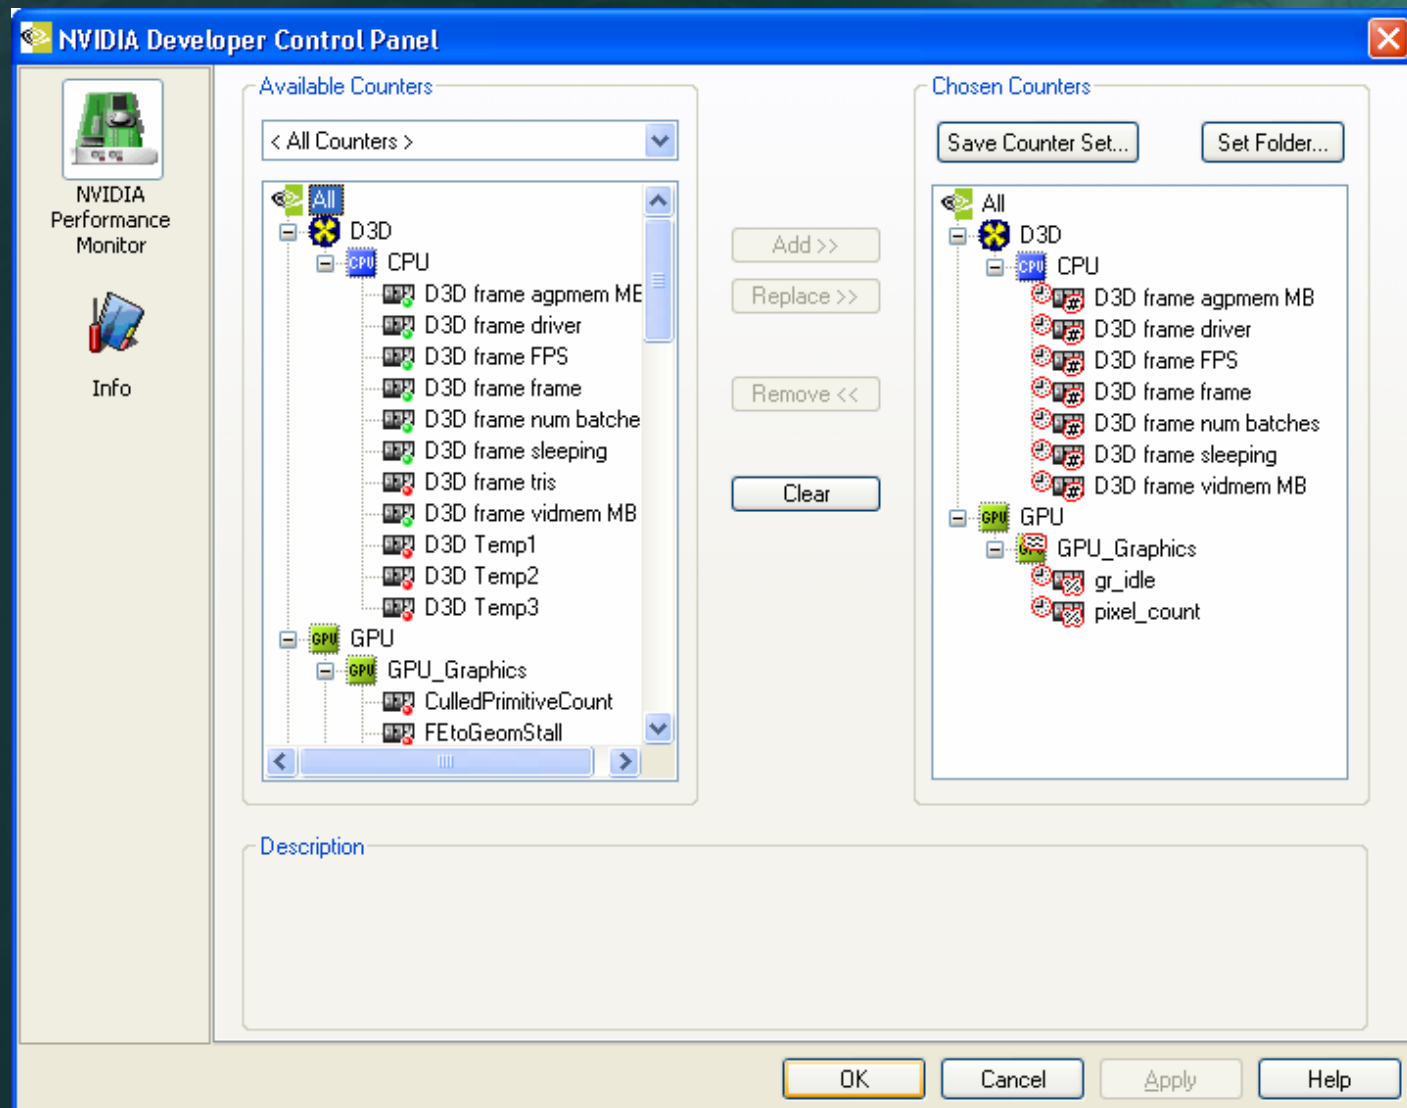 NVIDIA Developer Control Panel
NVIDIA
Performance
Monitor
Info
Available Counters
< All Counters >
All
D3D
CPU
CPU
D3D frame agpmem MB
D3D frame driver
D3D frame FPS
D3D frame frame
D3D frame num batche
D3D frame sleeping
D3D frame tris
D3D frame vidmem MB
D3D Temp1
D3D Temp2
D3D Temp3
GPU
GPU
GPU
GPU_Graphics
CulledPrimitiveCount
FEtoGeomStall
Add >>
Replace >>
Remove <<
Clear
Chosen Counters
Save Counter Set...
Set Folder...
All
D3D
CPU
CPU
D3D frame agpmem MB
D3D frame driver
D3D frame FPS
D3D frame frame
D3D frame num batches
D3D frame sleeping
D3D frame vidmem MB
GPU
GPU
GPU_Graphics
gr_idle
pixel_count
Description
OK
Cancel
Apply
Help